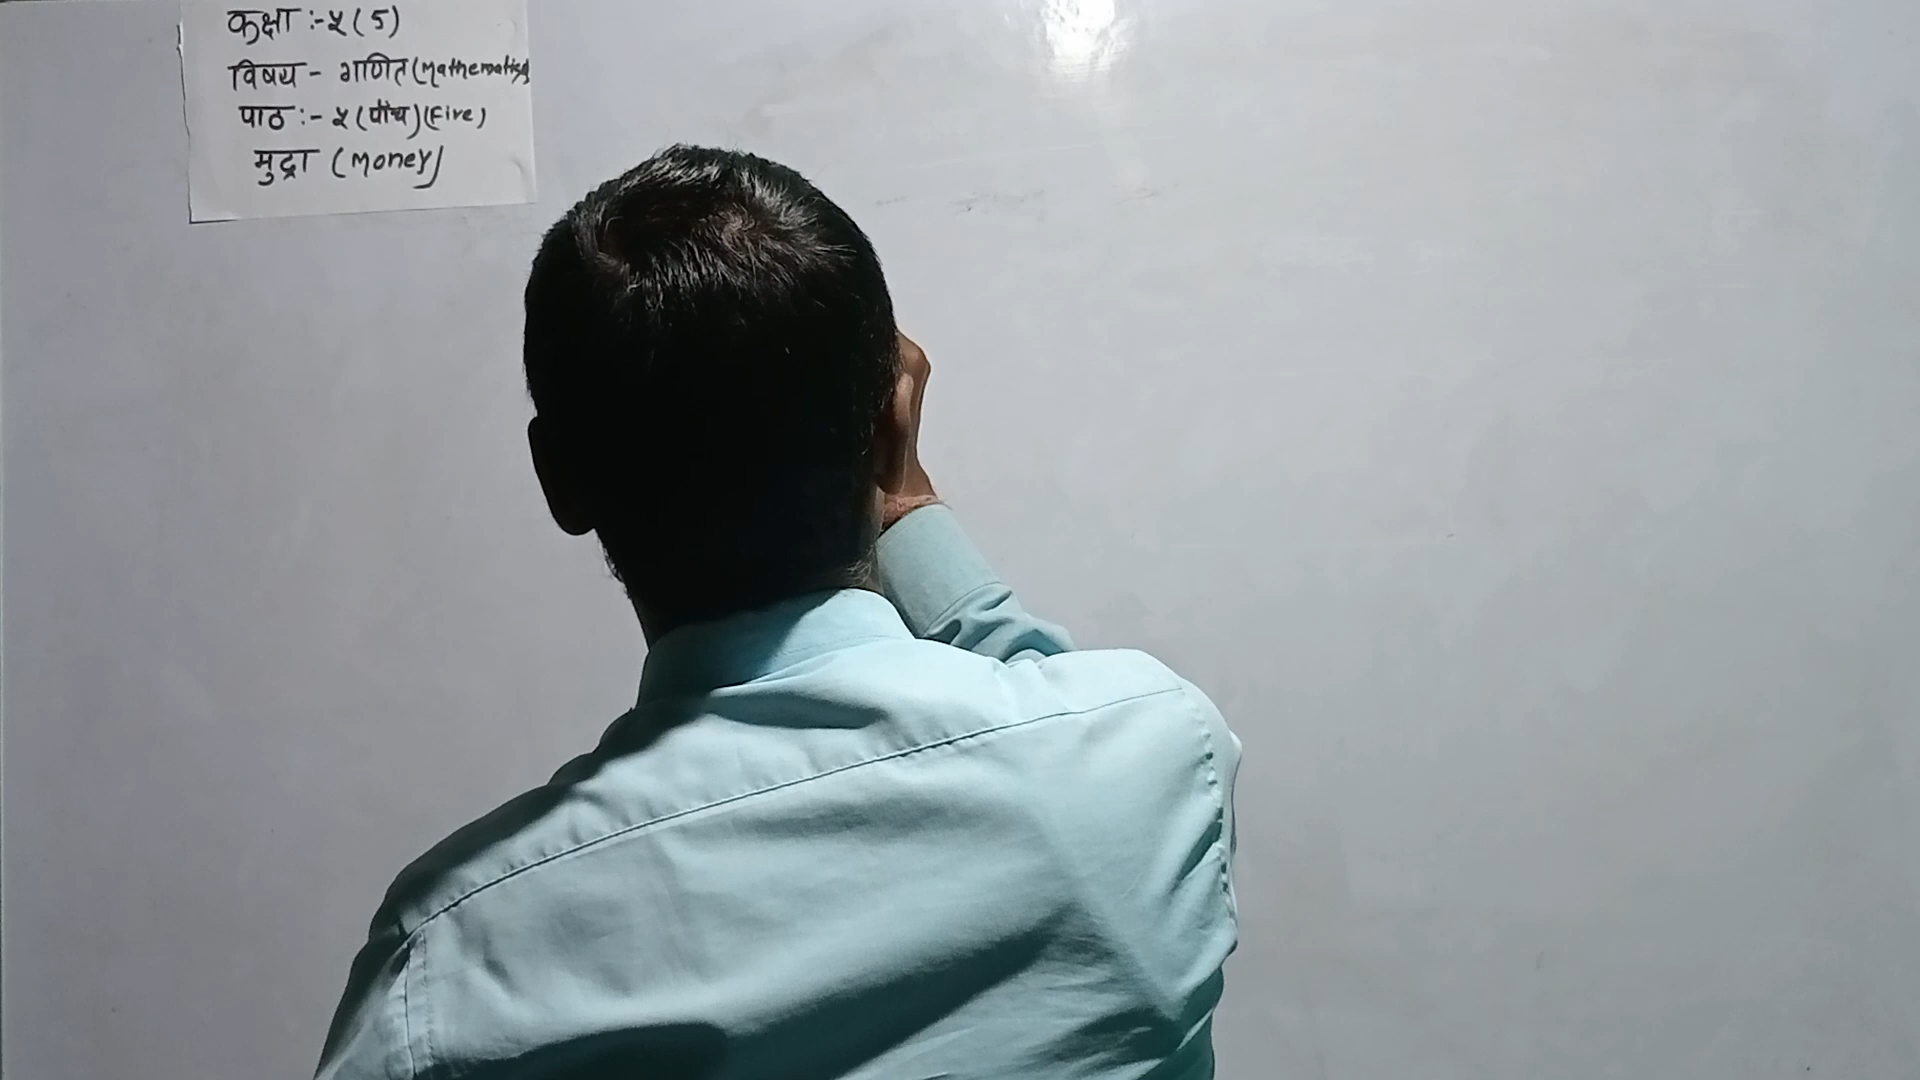 कक्षा :- ५ (5)
विषय - गणित (Mathematics)
पाठ :- ५ (पाँच) (Five)
मुद्रा (Money)